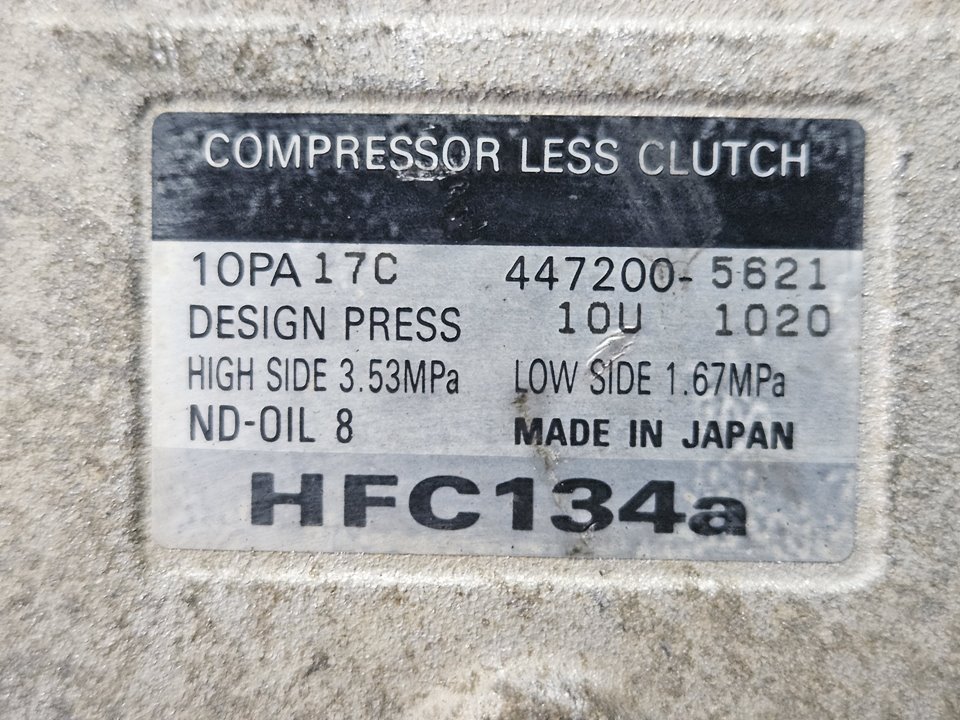 COMPRESSOR LESS CLUTCH
10PA17C 447200-5621
DESIGN PRESS 10U 1020
HIGH SIDE 3.53MPa LOW SIDE 1.67MPa
ND-OIL 8 MADE IN JAPAN
HFC134a